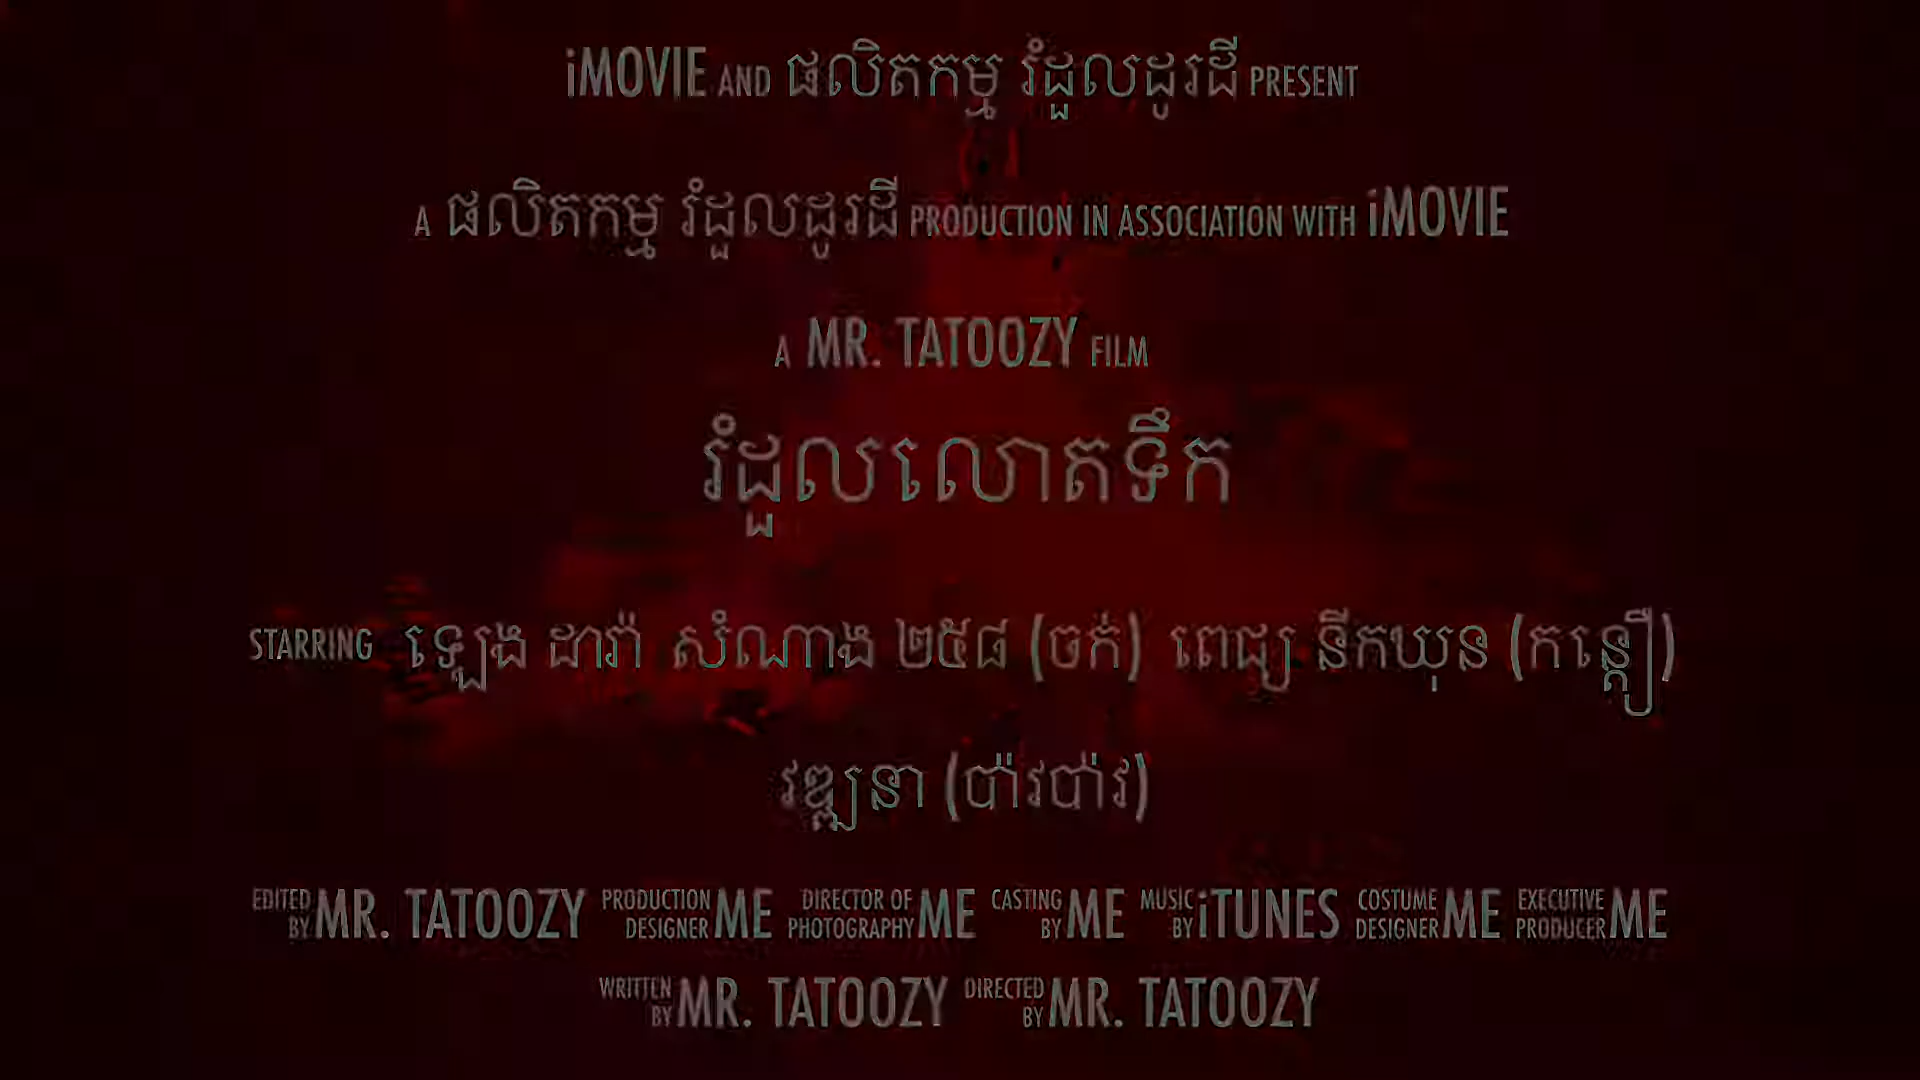 iMOVIE AND ផលិតកម្ម រំដួលដូរដី PRESENT
A ផលិតកម្ម រំដួលដូរដី PRODUCTION IN ASSOCIATION WITH iMOVIE
A MR. TATOOZY FILM
រំដួលលោតទឹក
STARRING ឡេង ដារ៉ា សំណាង ២៥៨ (ចក់) ពេជ្យ នីកឃុន (កន្តឿ)
វឌ្ឍនា (ប៉ាវប៉ាវ)
EDITED BY MR. TATOOZY PRODUCTION DESIGNER ME DIRECTOR OF PHOTOGRAPHY ME CASTING BY ME MUSIC BY iTUNES COSTUME DESIGNER ME EXECUTIVE PRODUCER ME
WRITTEN BY MR. TATOOZY DIRECTED BY MR. TATOOZY